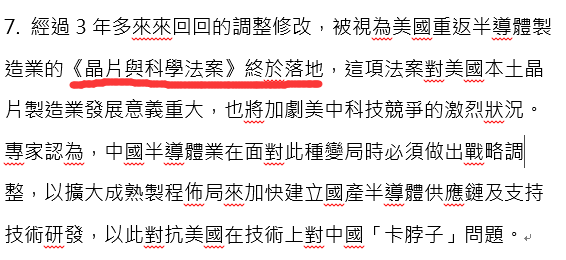 7. 經過 3 年多來來回回的調整修改，被視為美國重返半導體製
造業的《晶片與科學法案》終於落地，這項法案對美國本土晶
片製造業發展意義重大，也將加劇美中科技競爭的激烈狀況。
專家認為，中國半導體業在面對此種變局時必須做出戰略調
整，以擴大成熟製程佈局來加快建立國產半導體供應鏈及支持
技術研發，以此對抗美國在技術上對中國「卡脖子」問題。